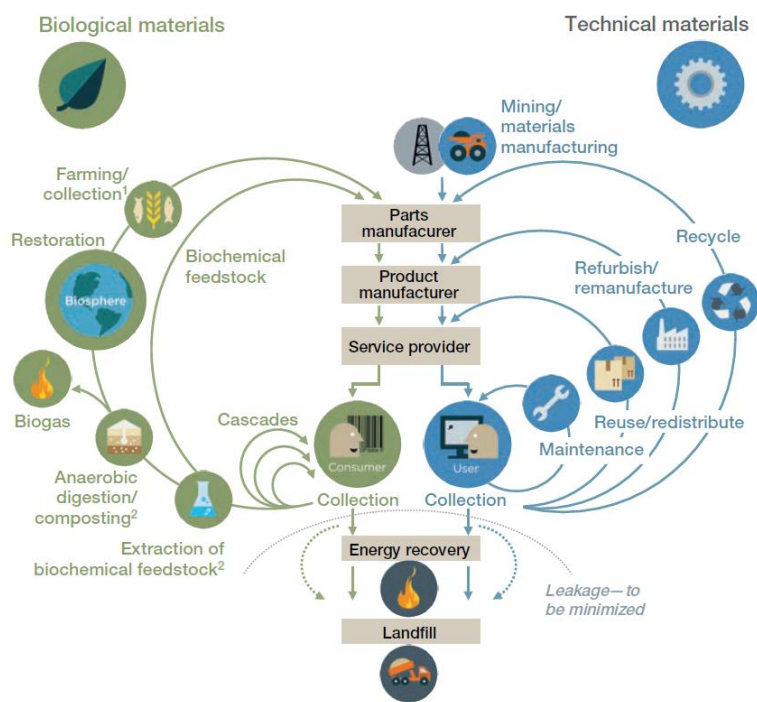 Biological materials
Technical materials
Mining/
materials
manufacturing
Farming/
collection1
Parts
manufacurer
Restoration
Biochemical
feedstock
Recycle
Biosphere
Product
manufacturer
Refurbish/
remanufacture
Service provider
Biogas
Cascades
Reuse/redistribute
Maintenance
Consumer
User
Anaerobic
digestion/
composting2
Collection
Collection
Extraction of
biochemical feedstock2
Energy recovery
Leakage—to
be minimized
Landfill